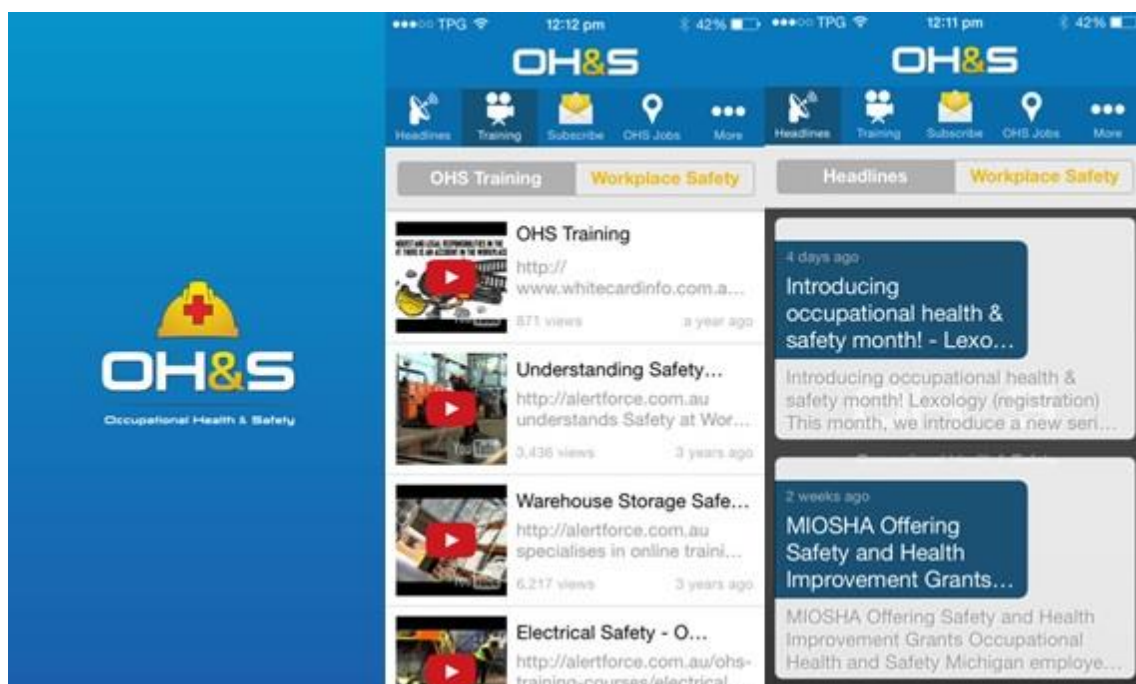 OH&S
Occupational Health & Safety
TPG
12:12 pm
42%
OH&S
Headlines
Training
Subscribe
OHS Jobs
More
OHS Training
Workplace Safety
OHS Training
http://
www.whitecardinfo.com.a...
871 views
a year ago
Understanding Safety...
http://alertforce.com.au
understands Safety at Wor...
3,436 views
3 years ago
Warehouse Storage Safe...
http://alertforce.com.au
specialises in online traini...
6,217 views
3 years ago
Electrical Safety - O...
http://alertforce.com.au/ohs-
training-courses/electrical
TPG
12:11 pm
42%
OH&S
Headlines
Training
Subscribe
OHS Jobs
More
Headlines
Workplace Safety
4 days ago
Introducing
occupational health &
safety month! - Lexo...
Introducing occupational health &
safety month! Lexology (registration)
This month, we introduce a new seri...
2 weeks ago
MIOSHA Offering
Safety and Health
Improvement Grants...
MIOSHA Offering Safety and Health
Improvement Grants Occupational
Health and Safety Michigan employe...